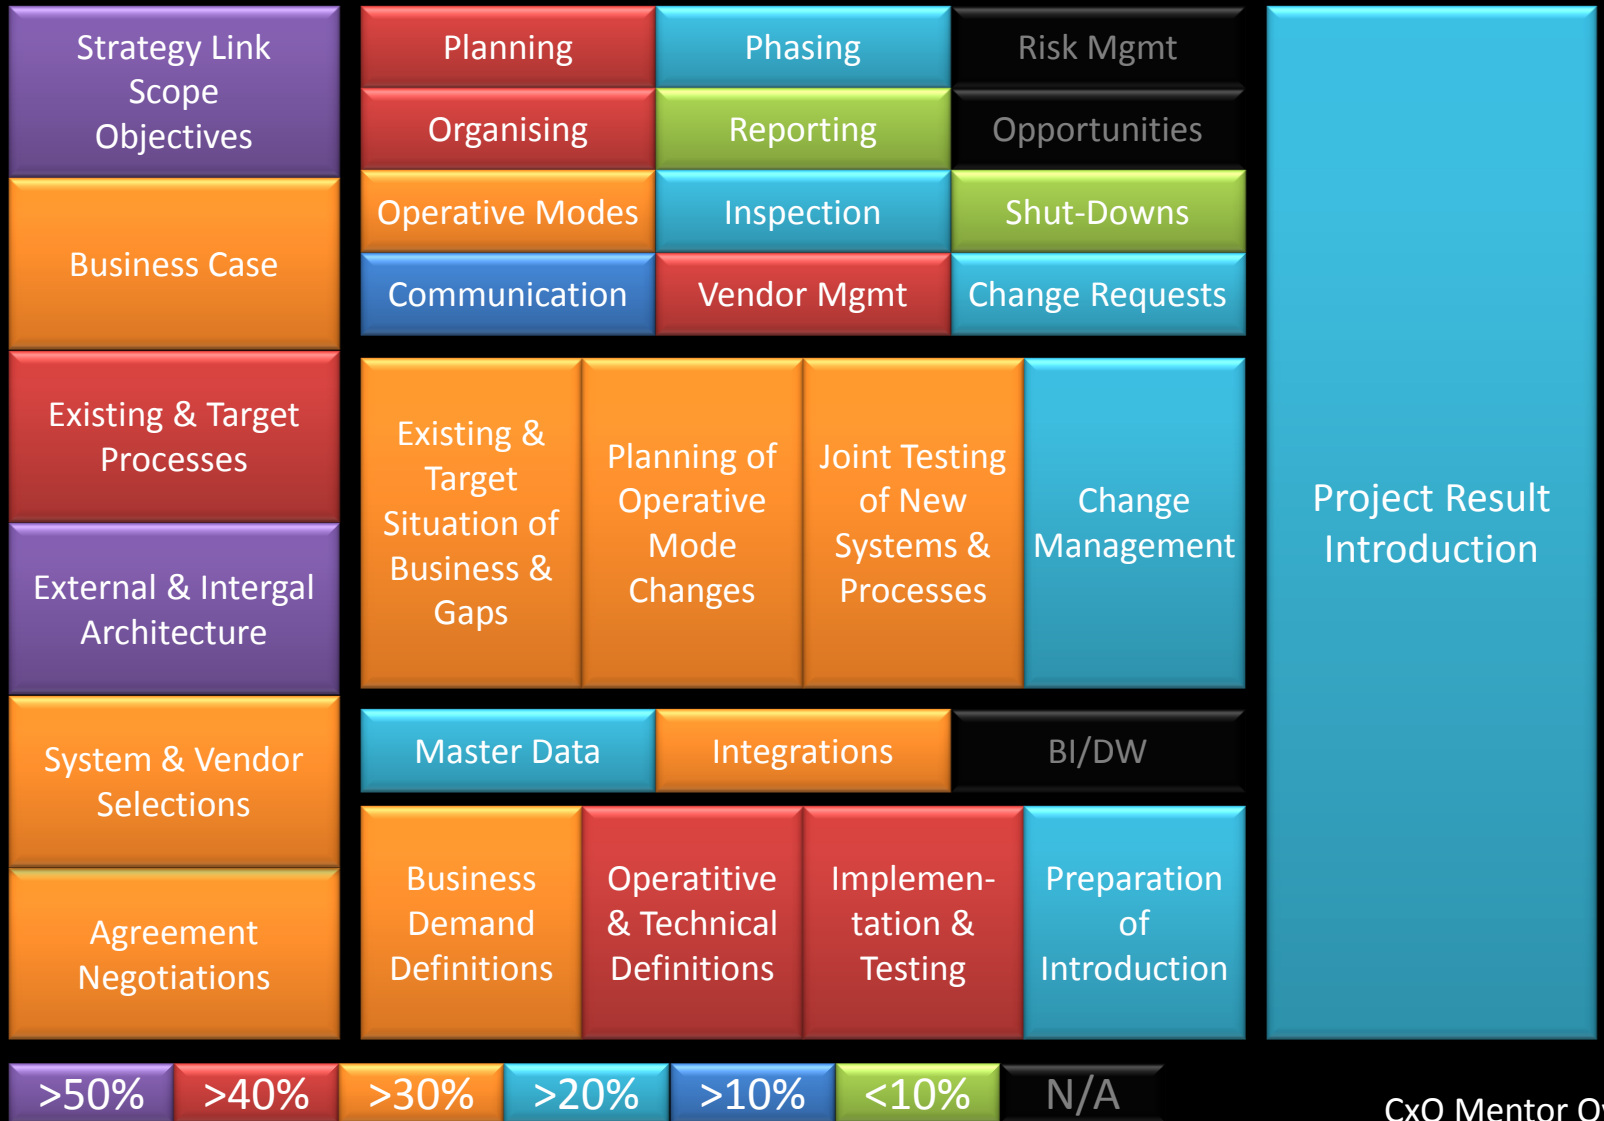 Strategy Link
Scope
Objectives
Business Case
Existing & Target
Processes
External & Intergal
Architecture
System & Vendor
Selections
Agreement
Negotiations
Planning
Phasing
Risk Mgmt
Organising
Reporting
Opportunities
Operative Modes
Inspection
Shut-Downs
Communication
Vendor Mgmt
Change Requests
Existing &
Target
Situation of
Business &
Gaps
Planning of
Operative
Mode
Changes
Joint Testing
of New
Systems &
Processes
Change
Management
Master Data
Integrations
BI/DW
Business
Demand
Definitions
Operatitive
& Technical
Definitions
Implemen-
tation &
Testing
Preparation
of
Introduction
Project Result
Introduction
>50%
>40%
>30%
>20%
>10%
<10%
N/A
CxO Mentor Oy